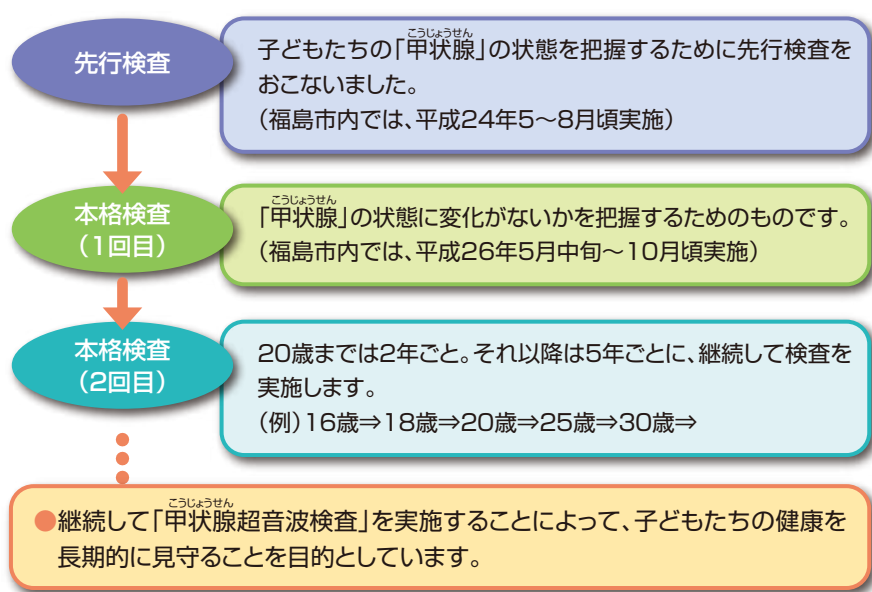 先行検査
子どもたちの「甲状腺」の状態を把握するために先行検査を
こうじょうせん
おこないました。
（福島市内では、平成24年5～8月頃実施）
本格検査
（1回目）
こうじょうせん
「甲状腺」の状態に変化がないかを把握するためのものです。
（福島市内では、平成26年5月中旬～10月頃実施）
本格検査
（2回目）
20歳までは2年ごと。それ以降は5年ごとに、継続して検査を
実施します。
（例）16歳⇒18歳⇒20歳⇒25歳⇒30歳⇒
こうじょうせん
●継続して「甲状腺超音波検査」を実施することによって、子どもたちの健康を
長期的に見守ることを目的としています。